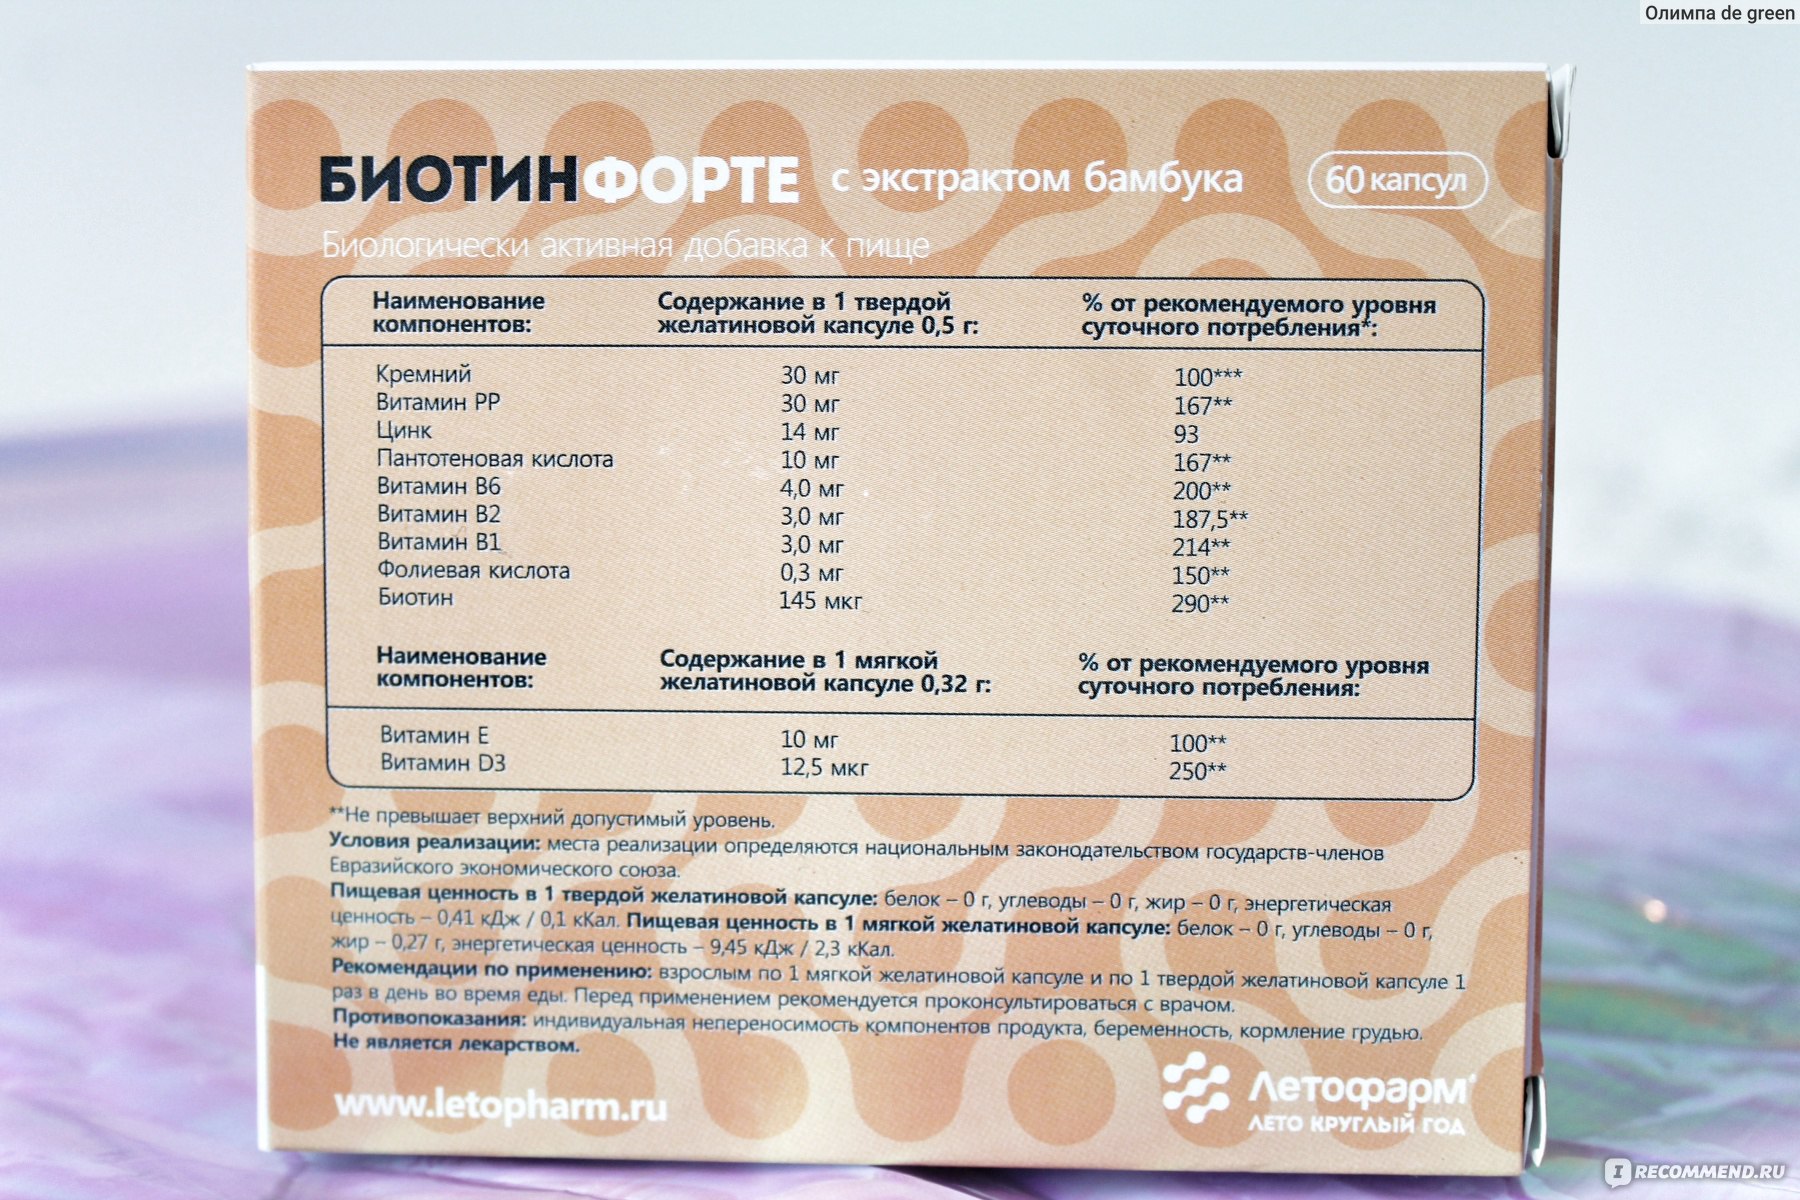 Олимпа de green
БИОТИНФОРТЕ с экстрактом бамбука 60 капсул
Биологически активная добавка к пище
Наименование компонентов: Содержание в 1 твердой желатиновой капсуле 0,5 г: % от рекомендуемого уровня суточного потребления*:
Кремний 30 мг 100***
Витамин PP 30 мг 167**
Цинк 14 мг 93
Пантотеновая кислота 10 мг 167**
Витамин B6 4,0 мг 200**
Витамин B2 3,0 мг 187,5**
Витамин B1 3,0 мг 214**
Фолиевая кислота 0,3 мг 150**
Биотин 145 мкг 290**
Наименование компонентов: Содержание в 1 мягкой желатиновой капсуле 0,32 г: % от рекомендуемого уровня суточного потребления:
Витамин E 10 мг 100**
Витамин D3 12,5 мкг 250**
**Не превышает верхний допустимый уровень.
Условия реализации: места реализации определяются национальным законодательством государств-членов
Евразийского экономического союза.
Пищевая ценность в 1 твердой желатиновой капсуле: белок – 0 г, углеводы – 0 г, жир – 0 г, энергетическая
ценность – 0,41 кДж / 0,1 кКал. Пищевая ценность в 1 мягкой желатиновой капсуле: белок – 0 г, углеводы – 0 г,
жир – 0,27 г, энергетическая ценность – 9,45 кДж / 2,3 кКал.
Рекомендации по применению: взрослым по 1 мягкой желатиновой капсуле и по 1 твердой желатиновой капсуле 1
раз в день во время еды. Перед применением рекомендуется проконсультироваться с врачом.
Противопоказания: индивидуальная непереносимость компонентов продукта, беременность, кормление грудью.
Не является лекарством.
www.letopharm.ru
Летофарм®
ЛЕТО КРУГЛЫЙ ГОД
I RECOMMEND.RU